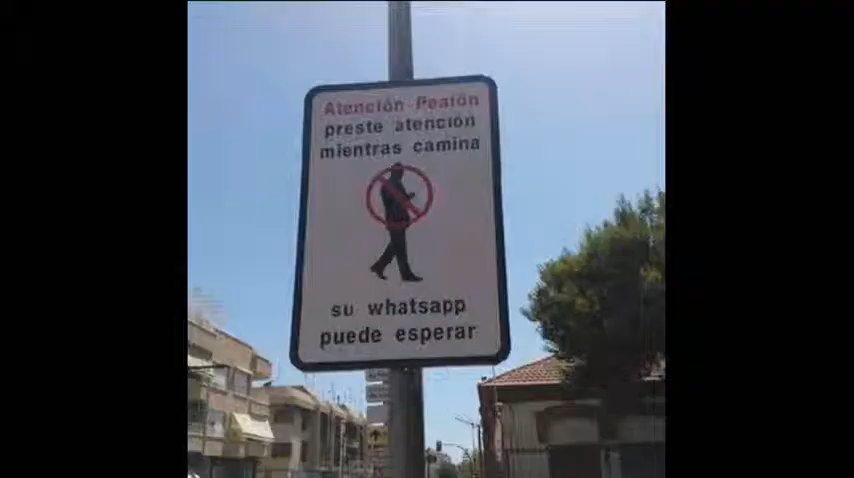 Atención Peatón
preste atención
mientras camina
su whatsapp
puede esperar